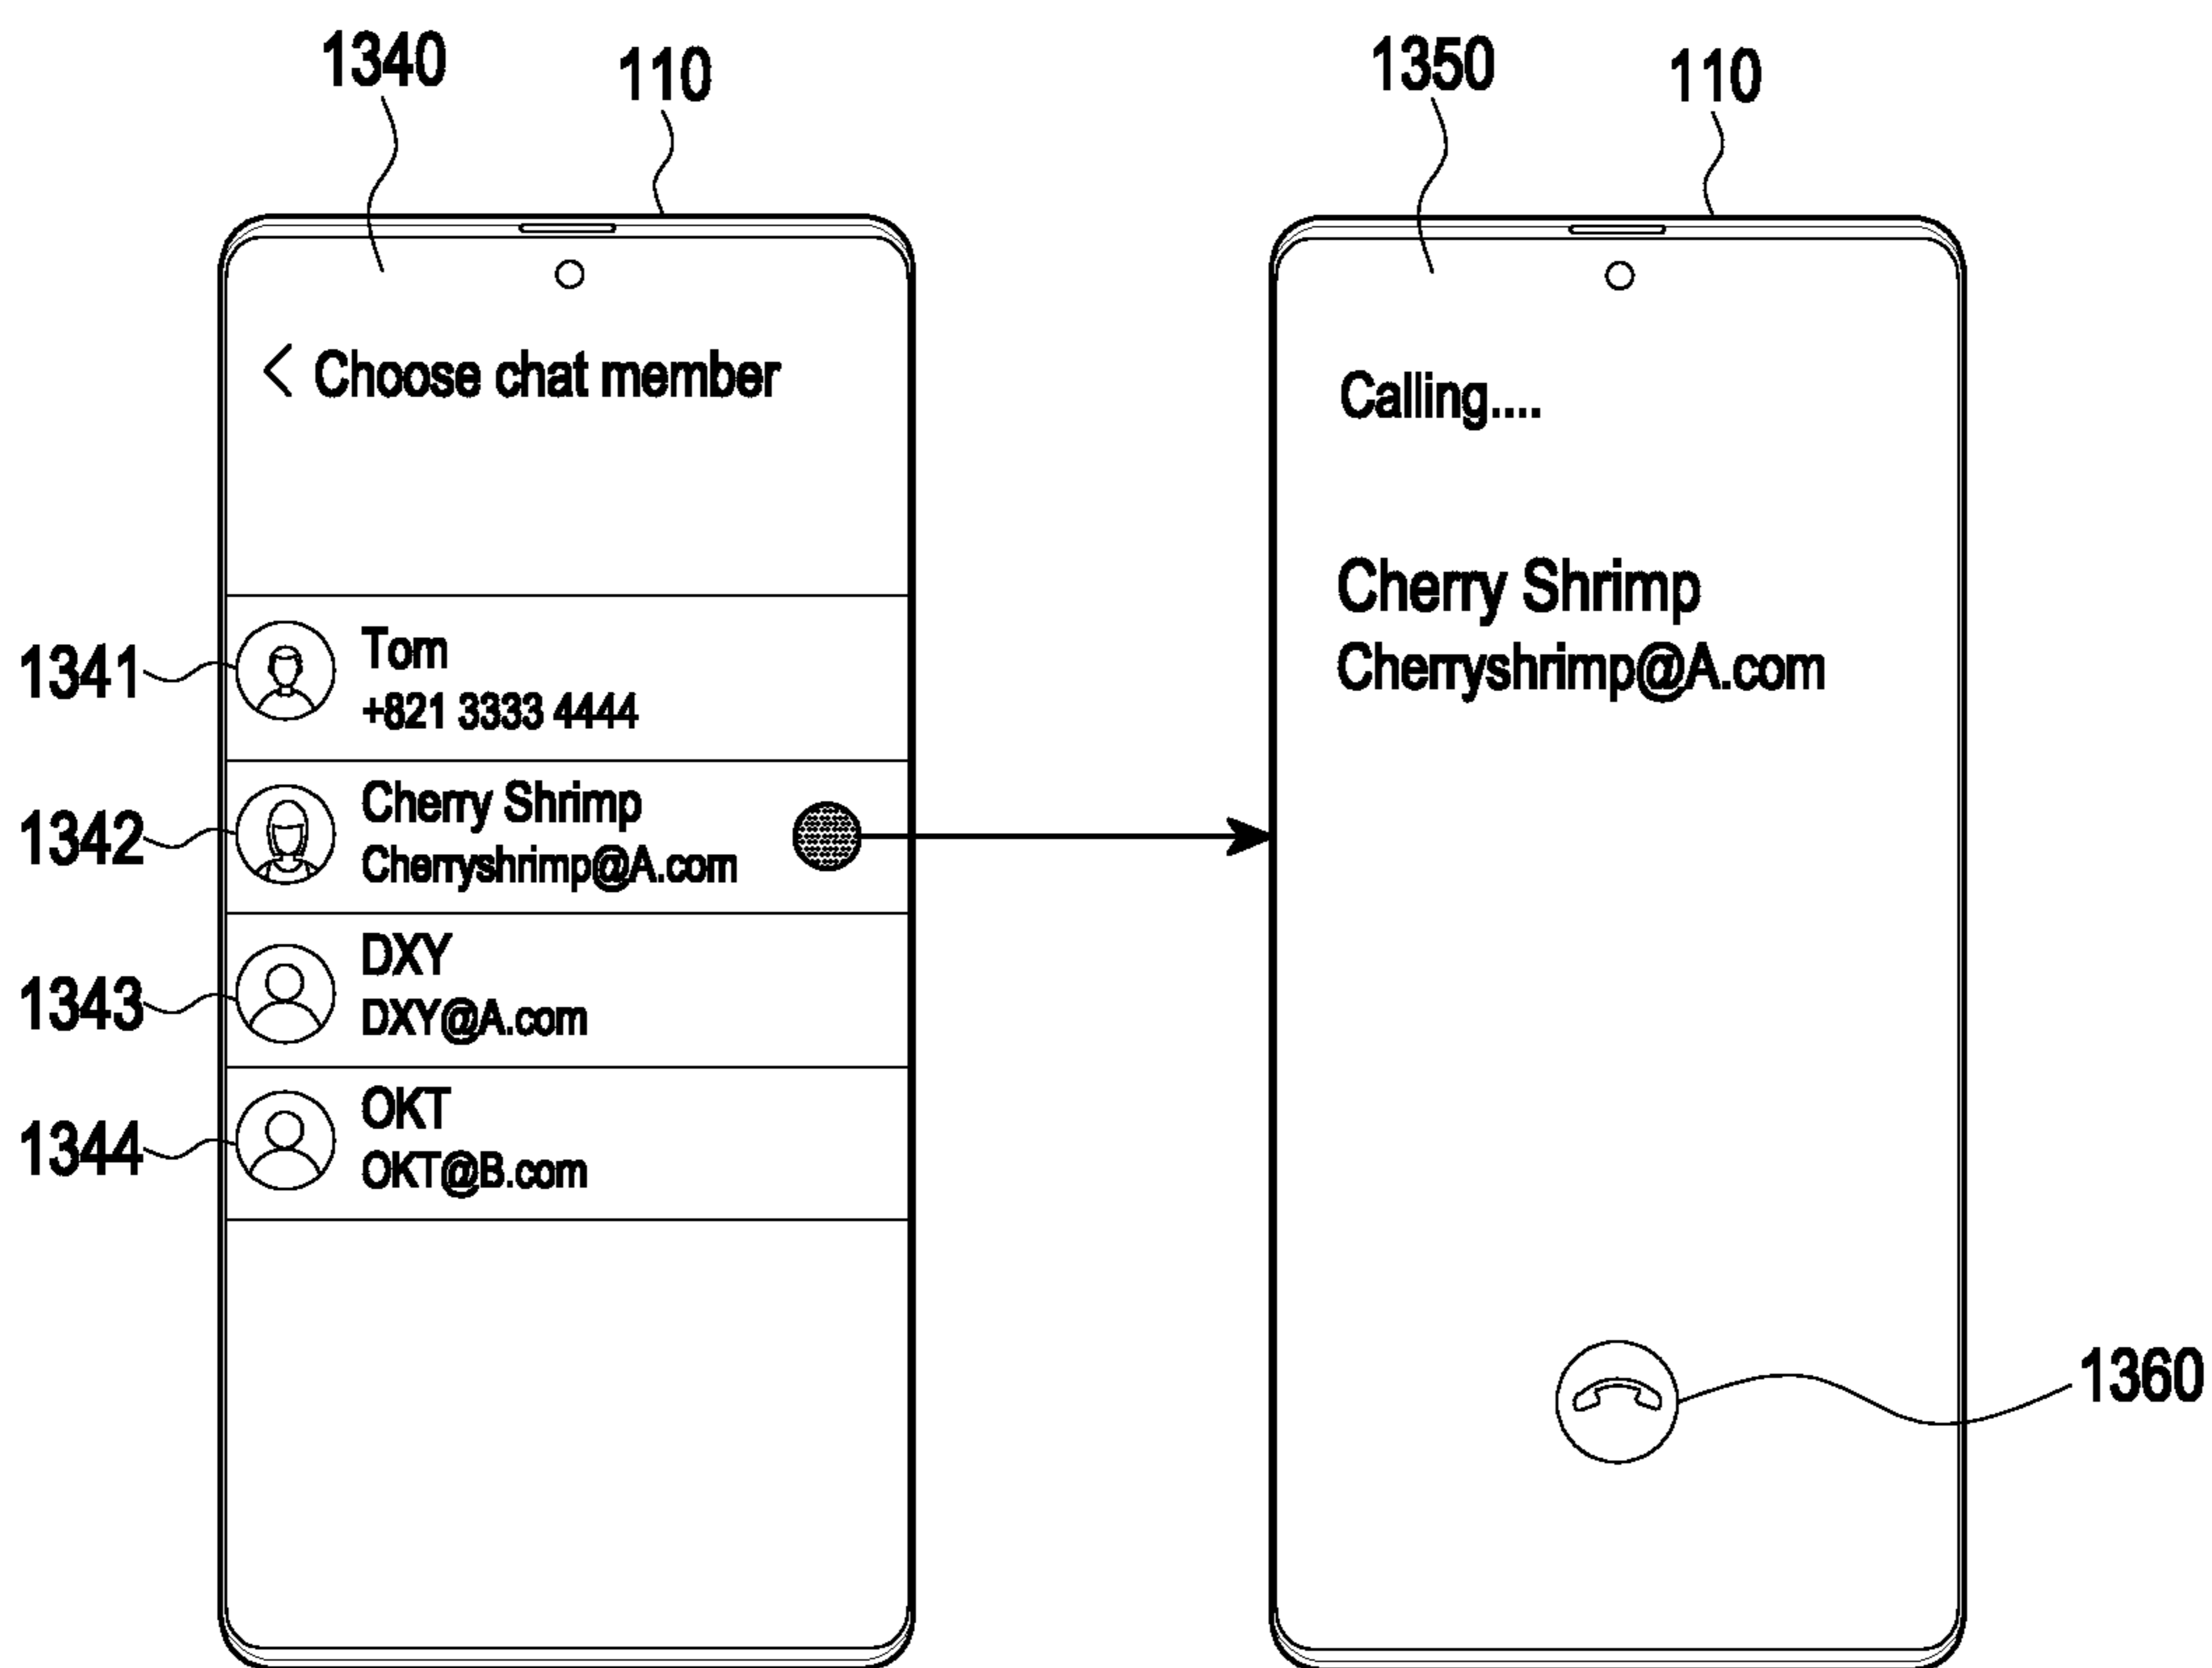 1340
110
Choose chat member
1341
Tom
+821 3333 4444
1342
Cherry Shrimp
Cherryshrimp@A.com
1343
DXY
DXY@A.com
1344
OKT
OKT@B.com
1350
110
Calling....
Cherry Shrimp
Cherryshrimp@A.com
1360